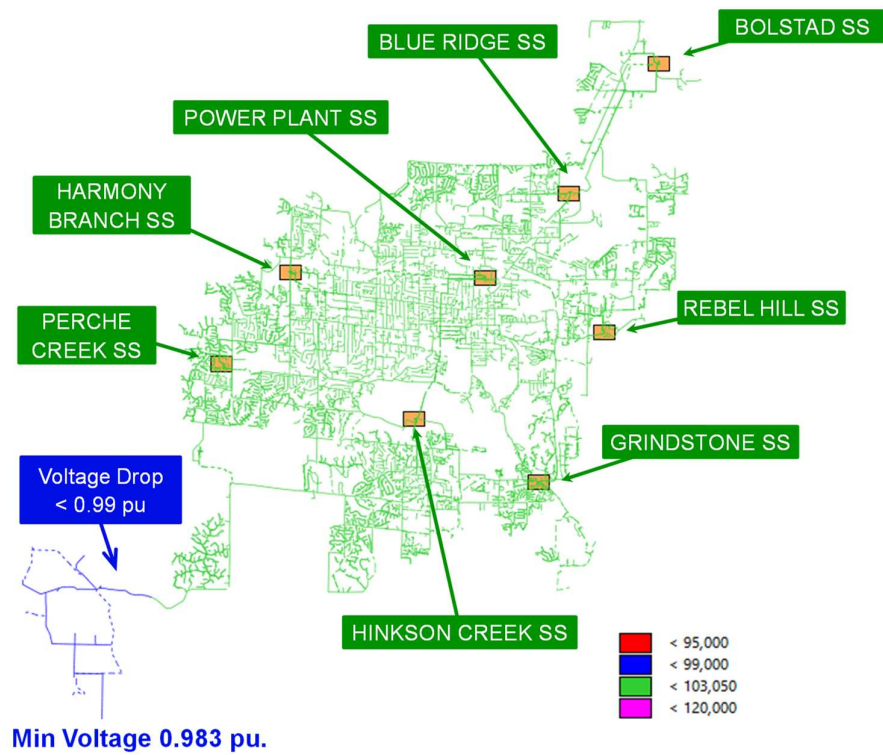 BOLSTAD SS
BLUE RIDGE SS
POWER PLANT SS
HARMONY
BRANCH SS
REBEL HILL SS
PERCHE
CREEK SS
GRINDSTONE SS
Voltage Drop
< 0.99 pu
HINKSON CREEK SS
< 95,000
< 99,000
< 103,050
< 120,000
Min Voltage 0.983 pu.